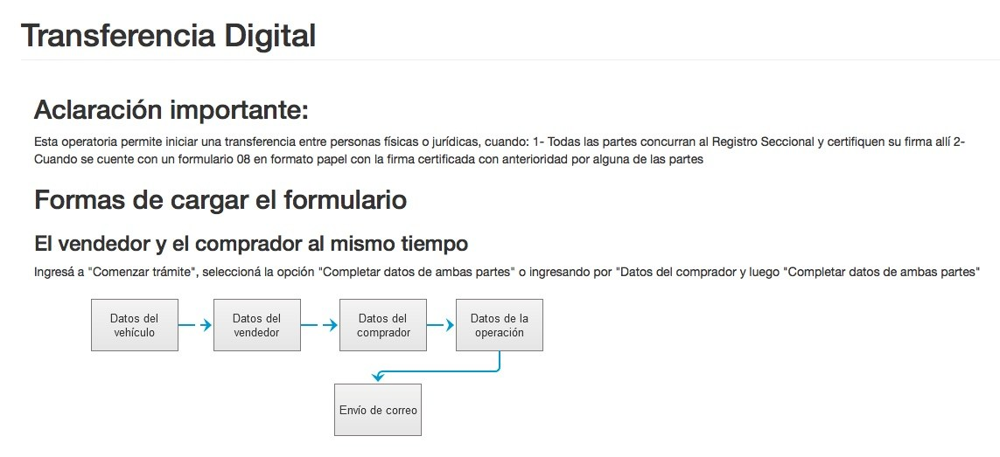 Transferencia Digital
Aclaración importante:
Esta operatoria permite iniciar una transferencia entre personas físicas o jurídicas, cuando: 1- Todas las partes concurran al Registro Seccional y certifiquen su firma allí 2-
Cuando se cuente con un formulario 08 en formato papel con la firma certificada con anterioridad por alguna de las partes
Formas de cargar el formulario
El vendedor y el comprador al mismo tiempo
Ingresá a "Comenzar trámite", seleccioná la opción "Completar datos de ambas partes" o ingresando por "Datos del comprador y luego "Completar datos de ambas partes"
Datos del
vehículo
Datos del
vendedor
Datos del
comprador
Datos de la
operación
Envío de correo